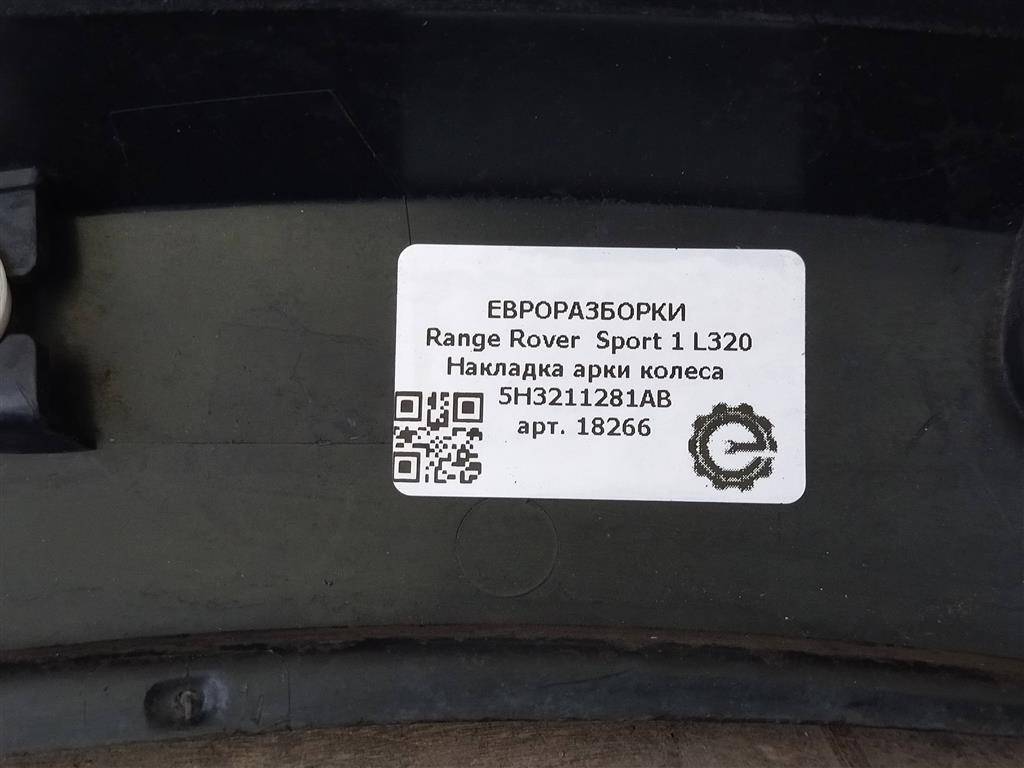 ЕВРОРАЗБОРКИ
Range Rover Sport 1 L320
Накладка арки колеса
5H3211281AB
арт. 18266